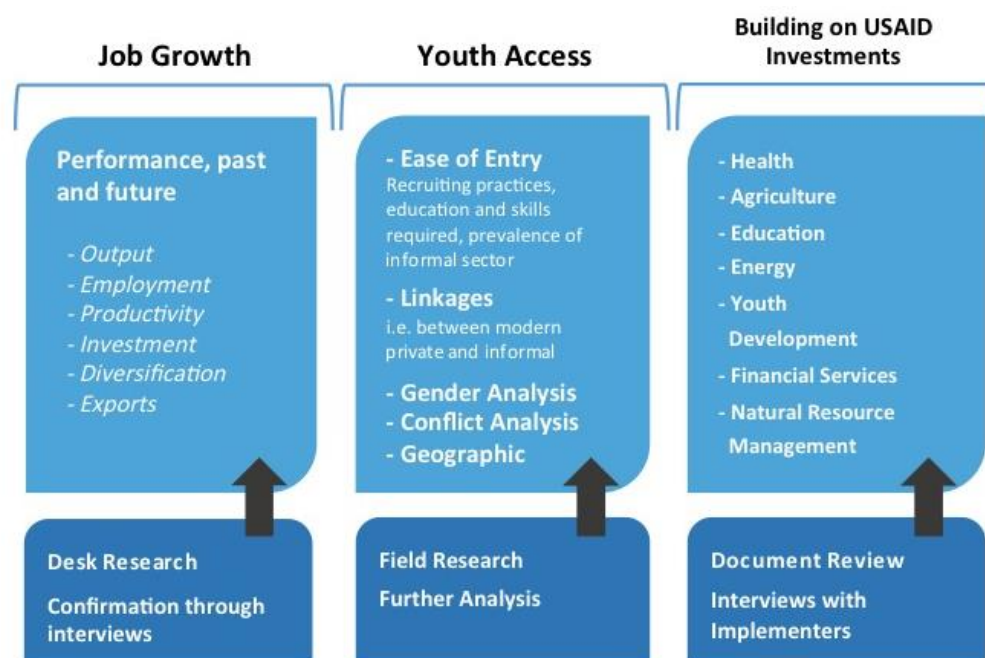 Job Growth
Performance, past
and future
- Output
- Employment
- Productivity
- Investment
- Diversification
- Exports
Desk Research
Confirmation through
interviews
Youth Access
- Ease of Entry
Recruiting practices,
education and skills
required, prevalence of
informal sector
- Linkages
i.e. between modern
private and informal
- Gender Analysis
- Conflict Analysis
- Geographic
Field Research
Further Analysis
Building on USAID
Investments
- Health
- Agriculture
- Education
- Energy
- Youth
Development
- Financial Services
- Natural Resource
Management
Document Review
Interviews with
Implementers